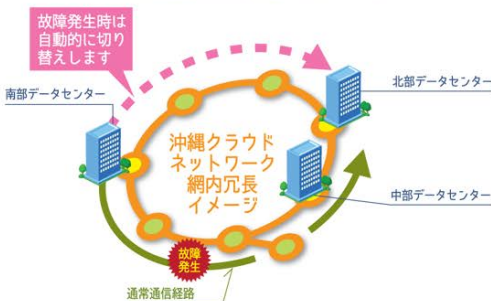 故障発生時は
自動的に切り
替えします
南部データセンター
北部データセンター
沖縄クラウド
ネットワーク
網内冗長
イメージ
中部データセンター
故障
発生
通常通信経路